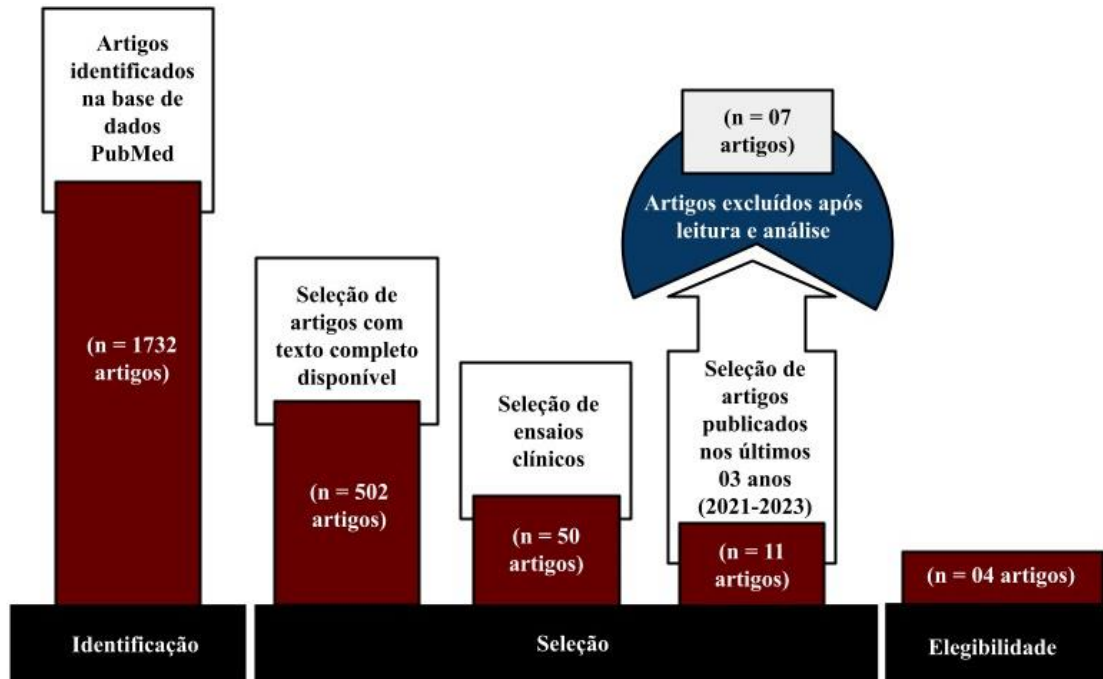 Artigos
identificados
na base de
dados
PubMed
(n = 1732
artigos)
Seleção de
artigos com
texto completo
disponível
(n = 502
artigos)
Seleção de
ensaios
clínicos
(n = 50
artigos)
(n = 07
artigos)
Artigos excluídos após
leitura e análise
Seleção de
artigos
publicados
nos últimos
03 anos
(2021-2023)
(n = 11
artigos)
(n = 04 artigos)
Identificação
Seleção
Elegibilidade